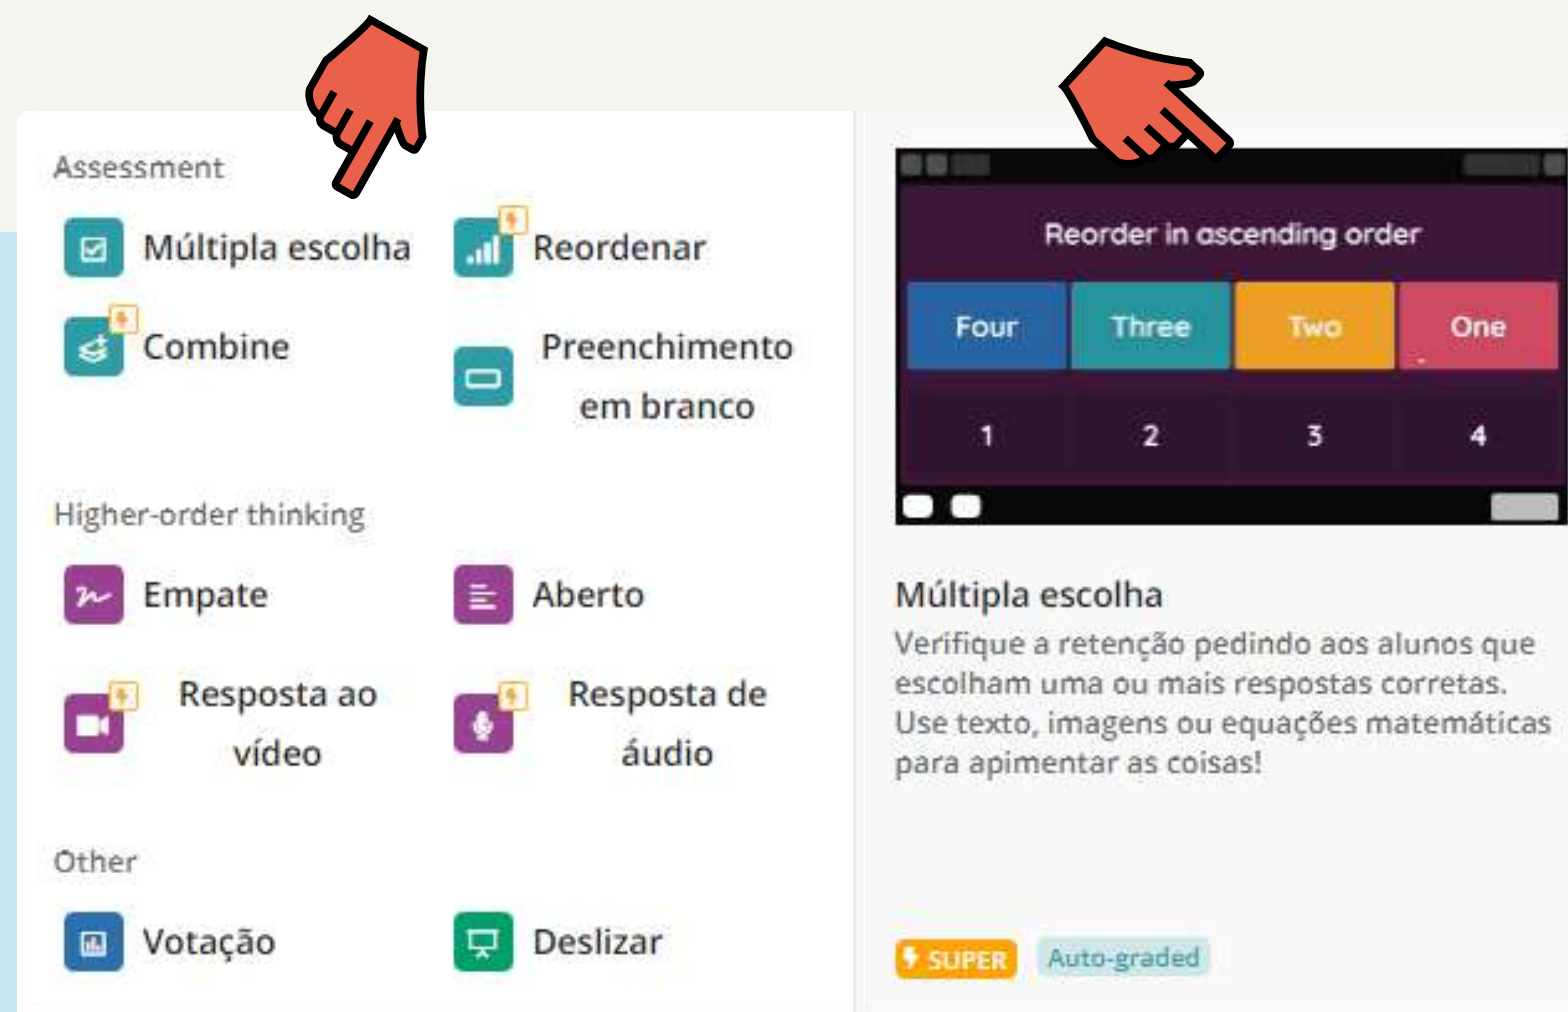 Assessment
Múltipla escolha
Reordenar
Combine
Preenchimento
em branco
Higher-order thinking
Empate
Aberto
Resposta ao
vídeo
Resposta de
áudio
Other
Votação
Deslizar
Reorder in ascending order
Four
Three
Two
One
1
2
3
4
Múltipla escolha
Verifique a retenção pedindo aos alunos que
escolham uma ou mais respostas corretas.
Use texto, imagens ou equações matemáticas
para apimentar as coisas!
SUPER
Auto-graded